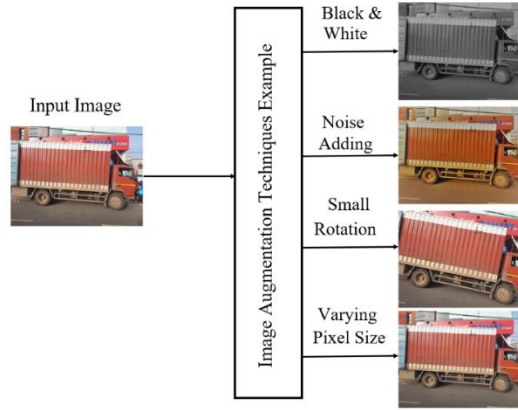 Input Image
Image Augmentation Techniques Example
Black &
White
Noise
Adding
Small
Rotation
Varying
Pixel Size